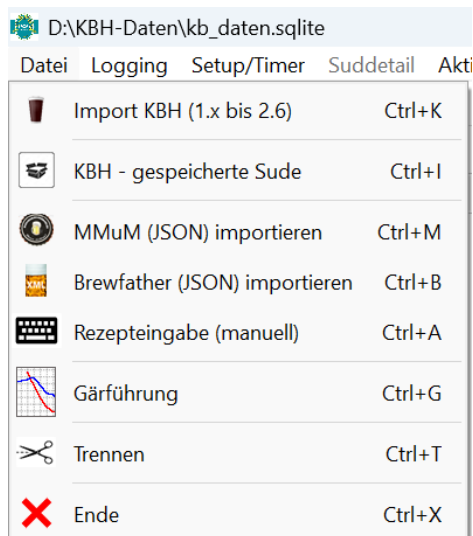 D:\KBH-Daten\kb_daten.sqlite
Datei Logging Setup/Timer Suddetail Akti
Import KBH (1.x bis 2.6) Ctrl+K
KBH - gespeicherte Sude Ctrl+I
MMuM (JSON) importieren Ctrl+M
Brewfather (JSON) importieren Ctrl+B
Rezepteingabe (manuell) Ctrl+A
Gärführung Ctrl+G
Trennen Ctrl+T
Ende Ctrl+X